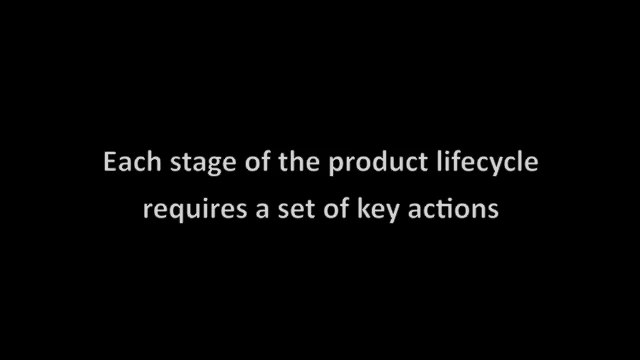 Each stage of the product lifecycle
requires a set of key actions